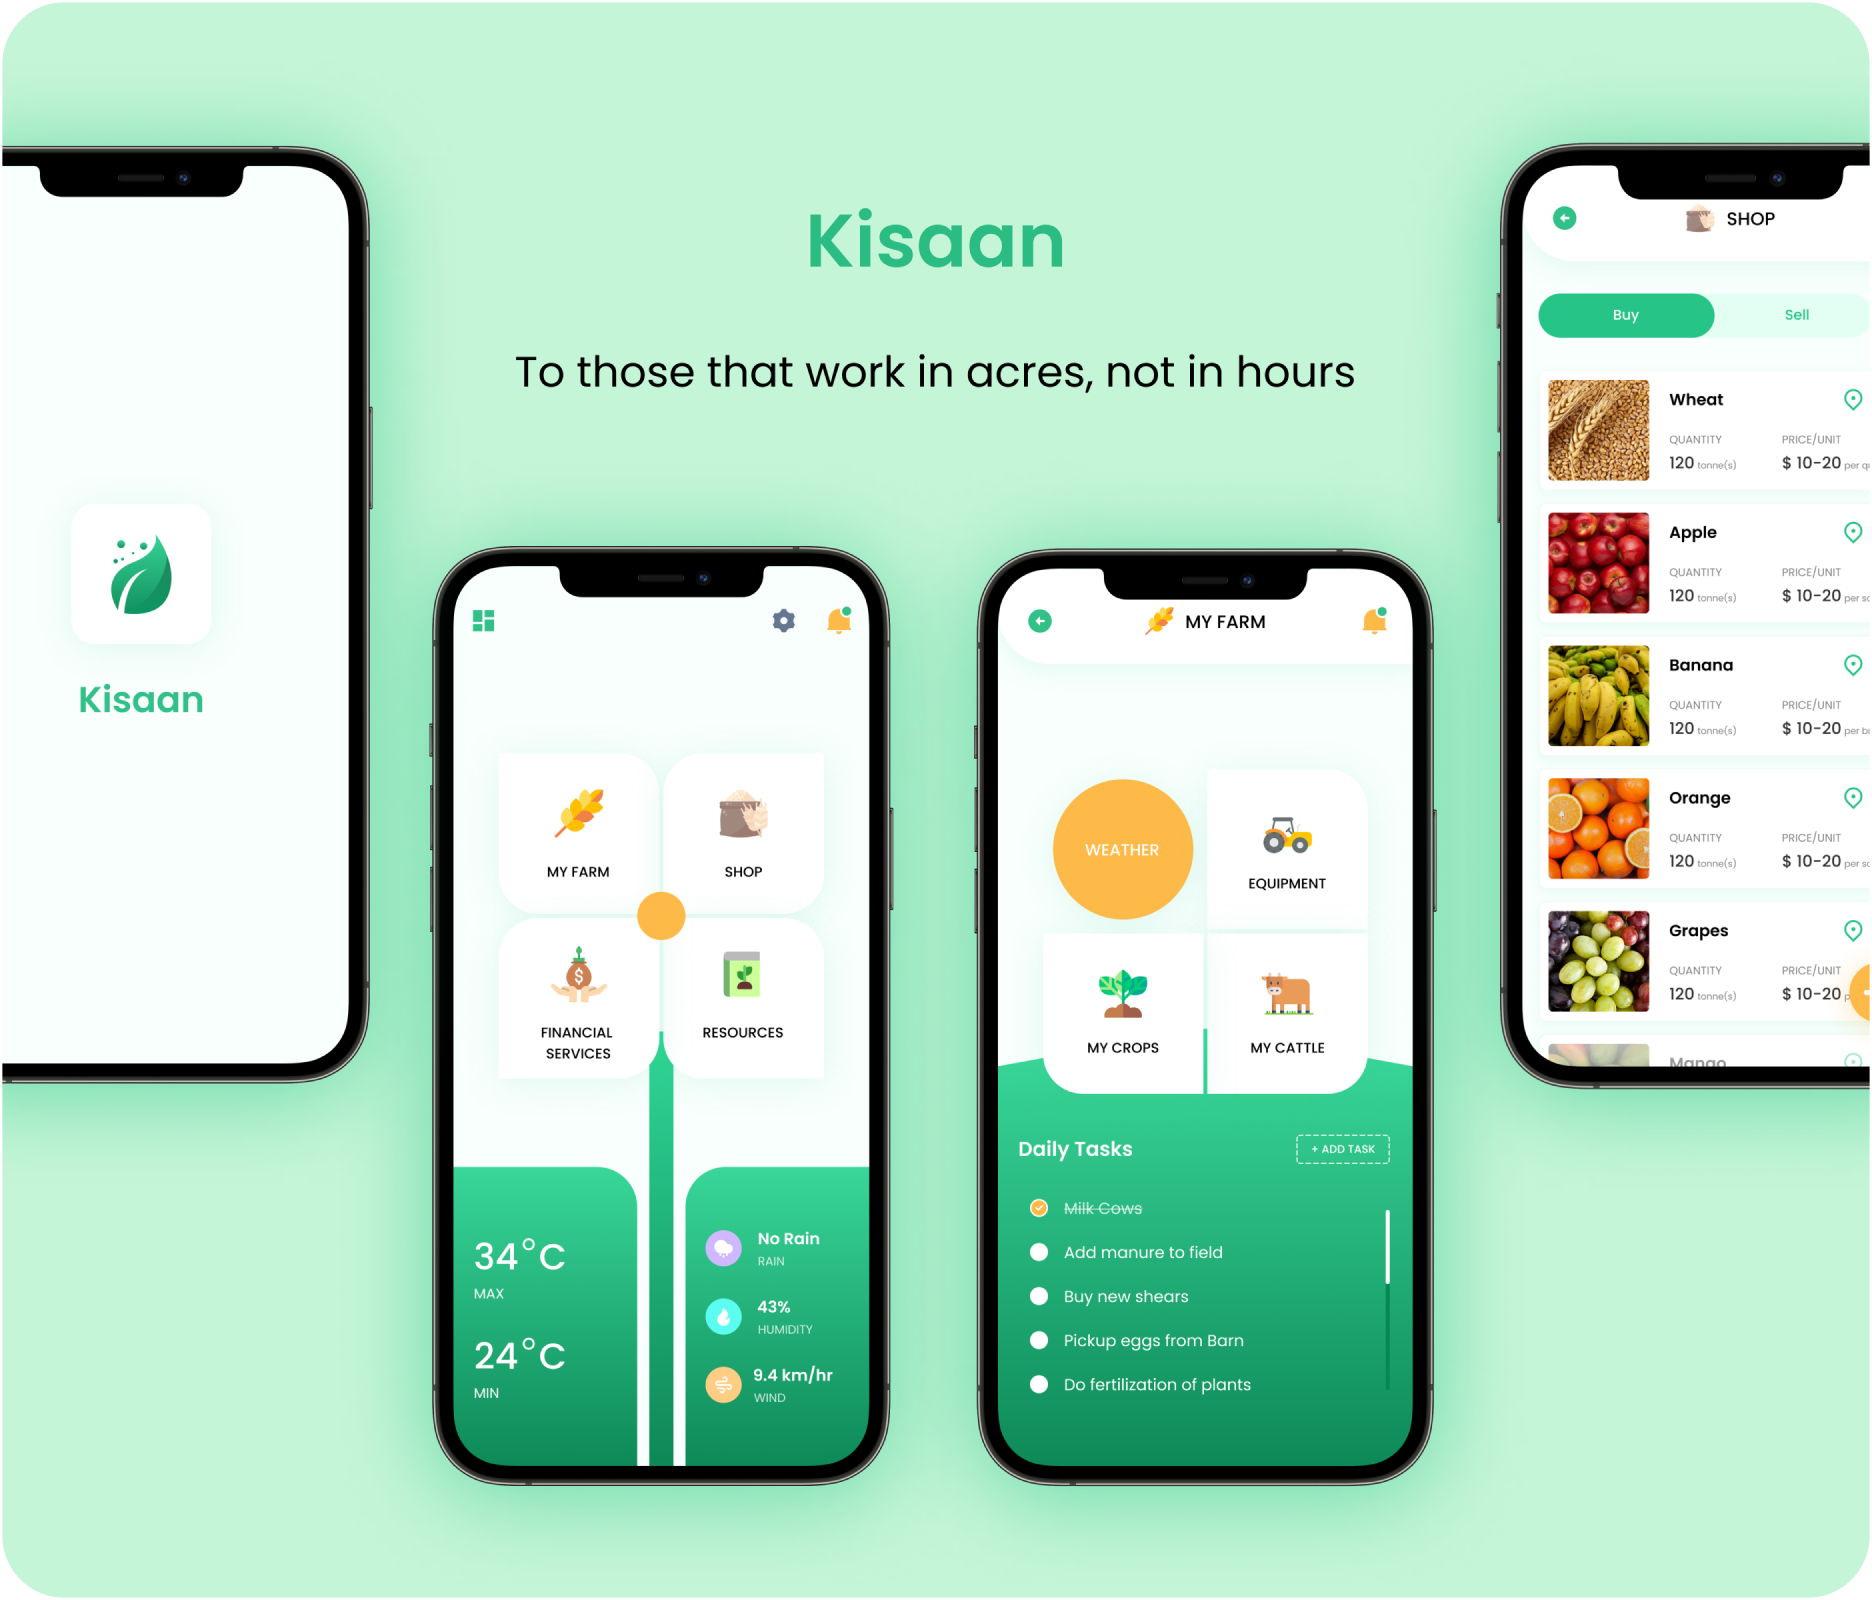 Kisaan
To those that work in acres, not in hours
Kisaan
MY FARM
SHOP
FINANCIAL
SERVICES
RESOURCES
34°C
MAX
24°C
MIN
No Rain
RAIN
43%
HUMIDITY
9.4 km/hr
WIND
MY FARM
WEATHER
EQUIPMENT
MY CROPS
MY CATTLE
Daily Tasks
+ ADD TASK
Milk Cows
Add manure to field
Buy new shears
Pickup eggs from Barn
Do fertilization of plants
SHOP
Buy
Sell
Wheat
QUANTITY
PRICE/UNIT
120 tonne(s)
$ 10-20 per
Apple
QUANTITY
PRICE/UNIT
120 tonne(s)
$ 10-20 per
Banana
QUANTITY
PRICE/UNIT
120 tonne(s)
$ 10-20 per
Orange
QUANTITY
PRICE/UNIT
120 tonne(s)
$ 10-20 per
Grapes
QUANTITY
PRICE/UNIT
120 tonne(s)
$ 10-20
Mango